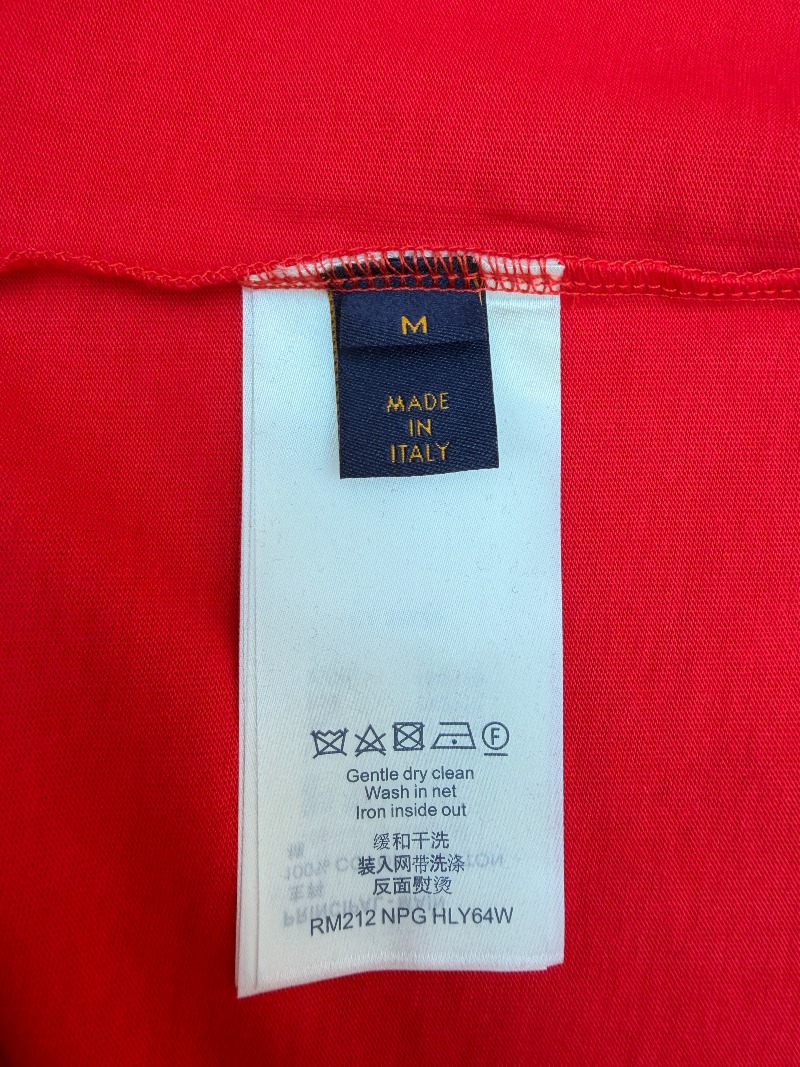 M
MADE
IN
ITALY
F
Gentle dry clean
Wash in net
Iron inside out
缓和干洗
装入网带洗涤
反面熨烫
RM212 NPG HLY64W